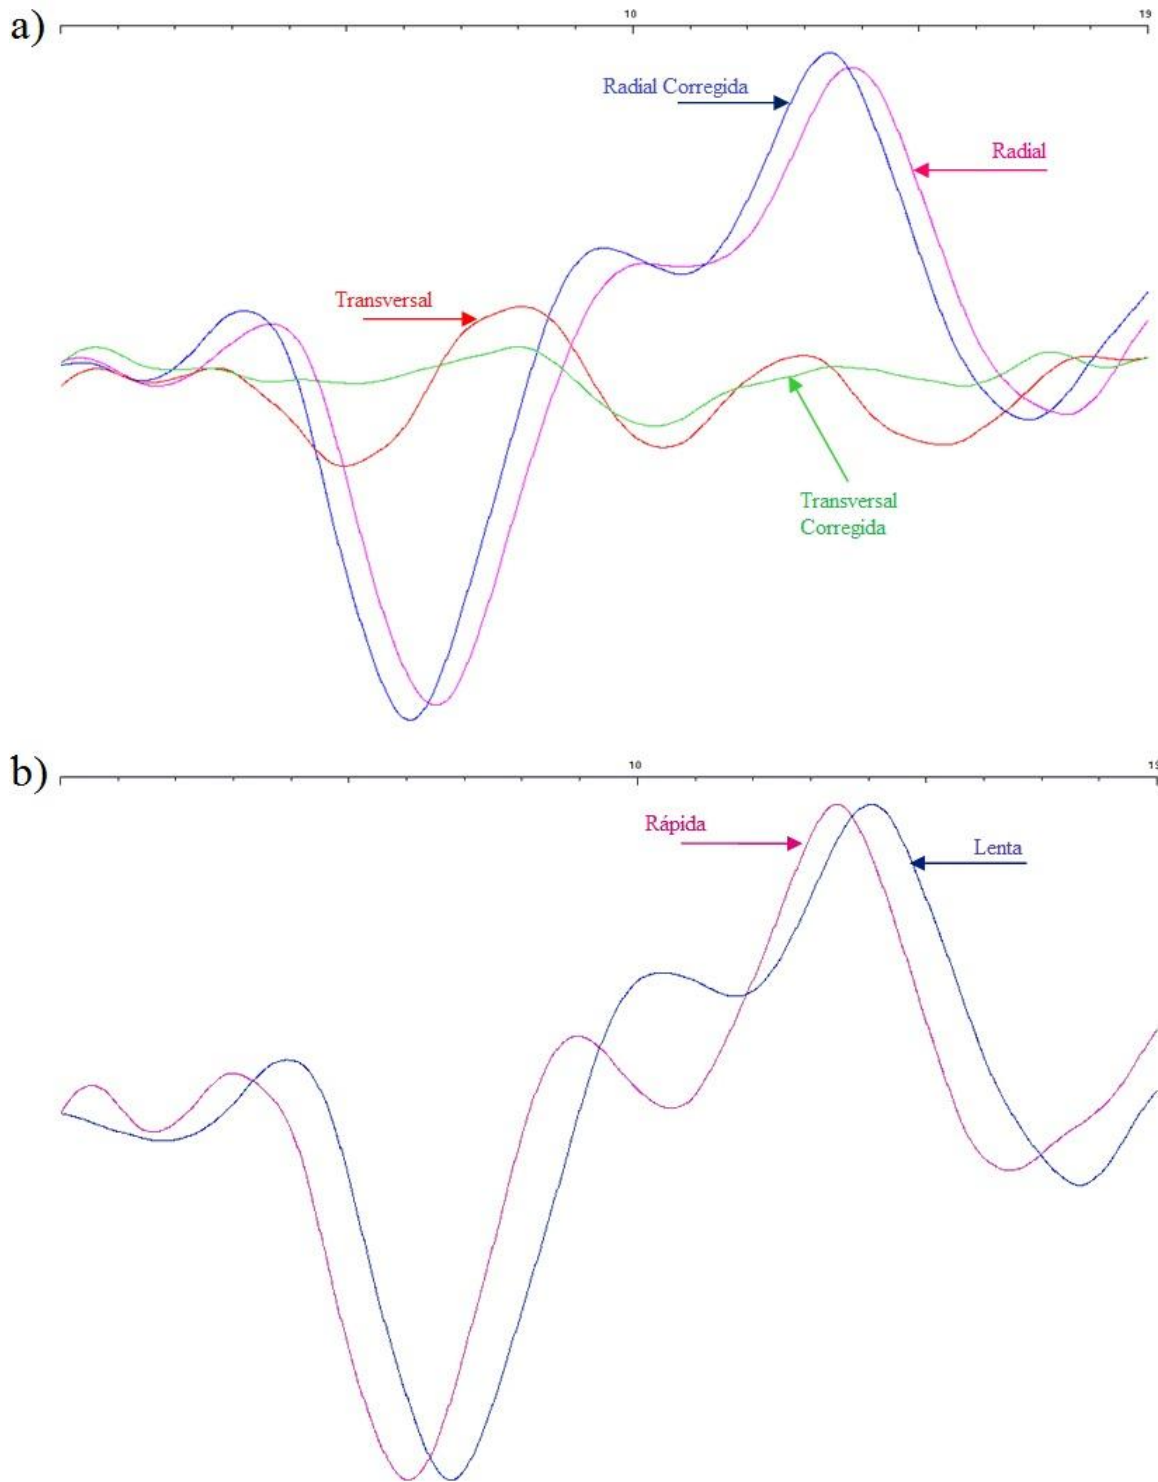 a)
10
19
Radial Corregida
Radial
Transversal
Transversal
Corregida
b)
10
Rápida
Lenta